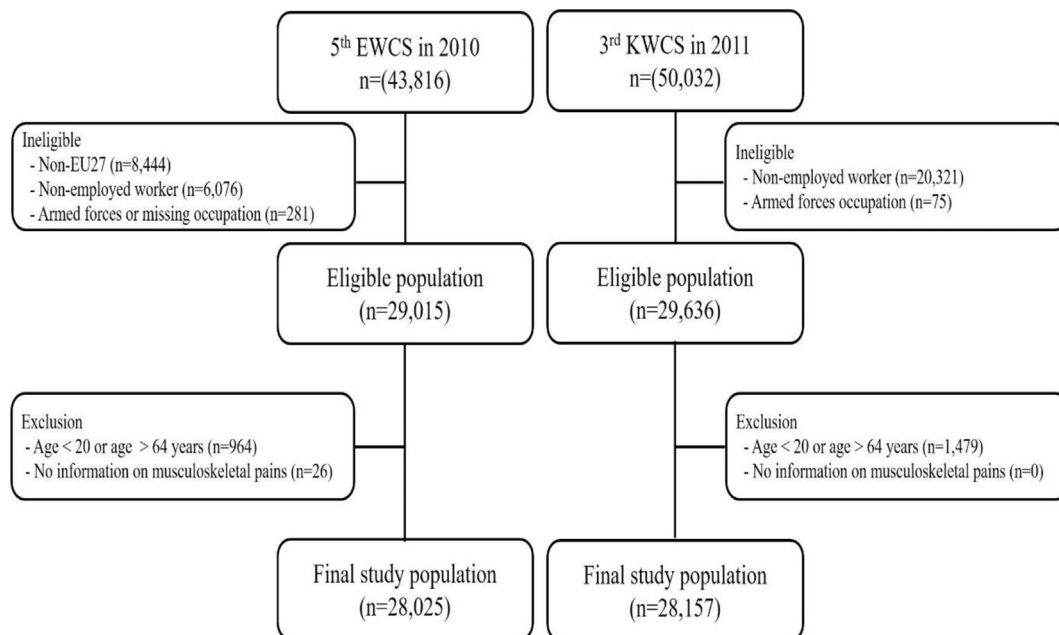 5th EWCS in 2010
n=(43,816)
3rd KWCS in 2011
n=(50,032)
Ineligible
- Non-EU27 (n=8,444)
- Non-employed worker (n=6,076)
- Armed forces or missing occupation (n=281)
Ineligible
- Non-employed worker (n=20,321)
- Armed forces occupation (n=75)
Eligible population
(n=29,015)
Eligible population
(n=29,636)
Exclusion
- Age < 20 or age > 64 years (n=964)
- No information on musculoskeletal pains (n=26)
Exclusion
- Age < 20 or age > 64 years (n=1,479)
- No information on musculoskeletal pains (n=0)
Final study population
(n=28,025)
Final study population
(n=28,157)